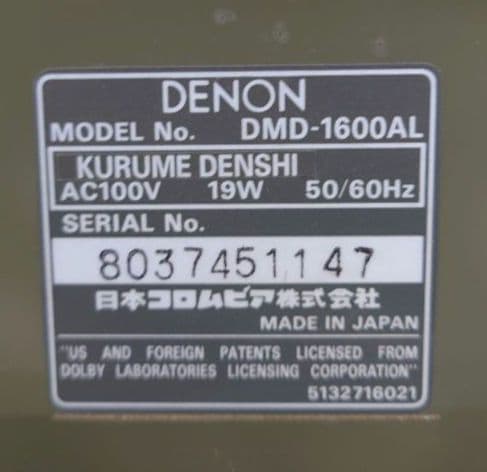 DENON
MODEL No. DMD-1600AL
KURUME DENSHI
AC100V 19W 50/60Hz
SERIAL No.
8037451147
日本コロムビア株式会社
MADE IN JAPAN
"US AND FOREIGN PATENTS LICENSED FROM
DOLBY LABORATORIES LICENSING CORPORATION"
5132716021